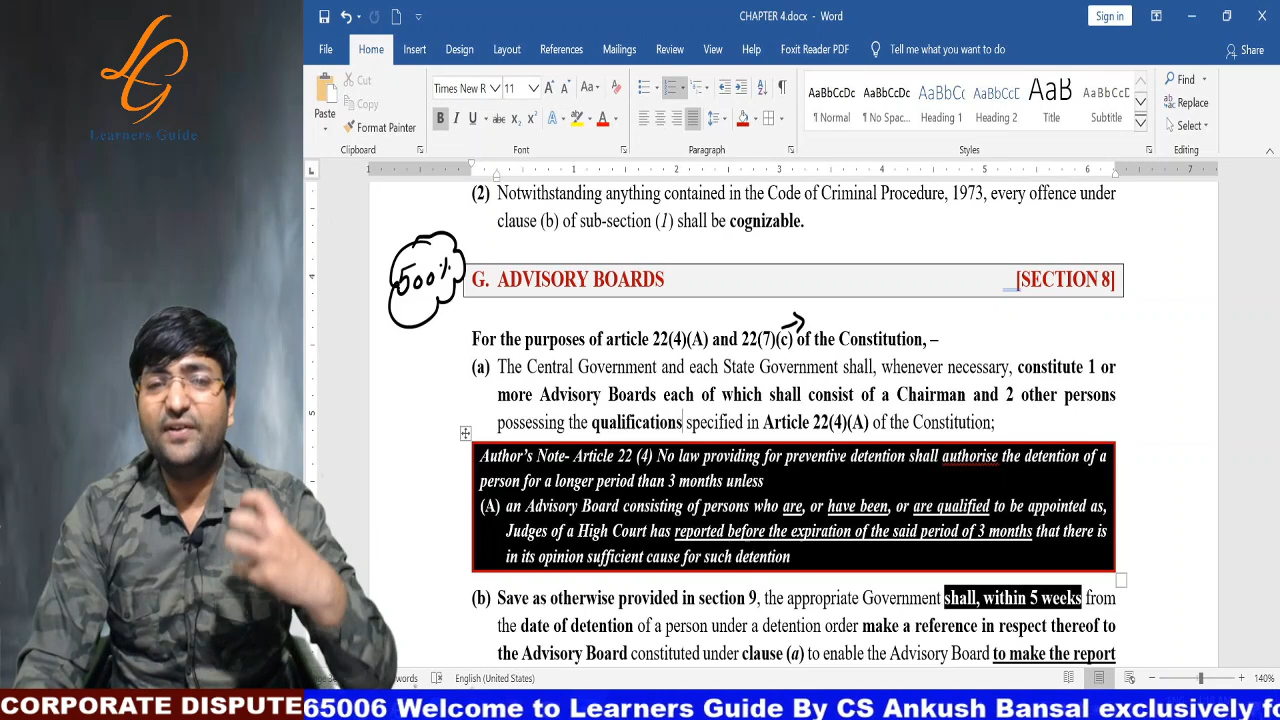 LG
Learners Guide
CHAPTER 4.docx - Word
Sign in
File Home Insert Design Layout References Mailings Review View Help Foxit Reader PDF Tell me what you want to do Share
Paste
Cut
Copy
Format Painter
Clipboard
Times New R 11
Font
Paragraph
AaBbCcDc AaBbCcDc AaBbCc AaBbCcE AaB AaBbCcD
¶ Normal ¶ No Spac... Heading 1 Heading 2 Title Subtitle
Styles
Find
Replace
Select
Editing
(2) Notwithstanding anything contained in the Code of Criminal Procedure, 1973, every offence under
clause (b) of sub-section (1) shall be cognizable.
500%
G. ADVISORY BOARDS [SECTION 8]
For the purposes of article 22(4)(A) and 22(7)(c) of the Constitution, –
(a) The Central Government and each State Government shall, whenever necessary, constitute 1 or
more Advisory Boards each of which shall consist of a Chairman and 2 other persons
possessing the qualifications specified in Article 22(4)(A) of the Constitution;
Author's Note- Article 22 (4) No law providing for preventive detention shall authorise the detention of a
person for a longer period than 3 months unless
(A) an Advisory Board consisting of persons who are, or have been, or are qualified to be appointed as,
Judges of a High Court has reported before the expiration of the said period of 3 months that there is
in its opinion sufficient cause for such detention
(b) Save as otherwise provided in section 9, the appropriate Government shall, within 5 weeks from
the date of detention of a person under a detention order make a reference in respect thereof to
the Advisory Board constituted under clause (a) to enable the Advisory Board to make the report
words English (United States) 140%
CORPORATE DISPUTE 65006 Welcome to Learners Guide By CS Ankush Bansal exclusively fo